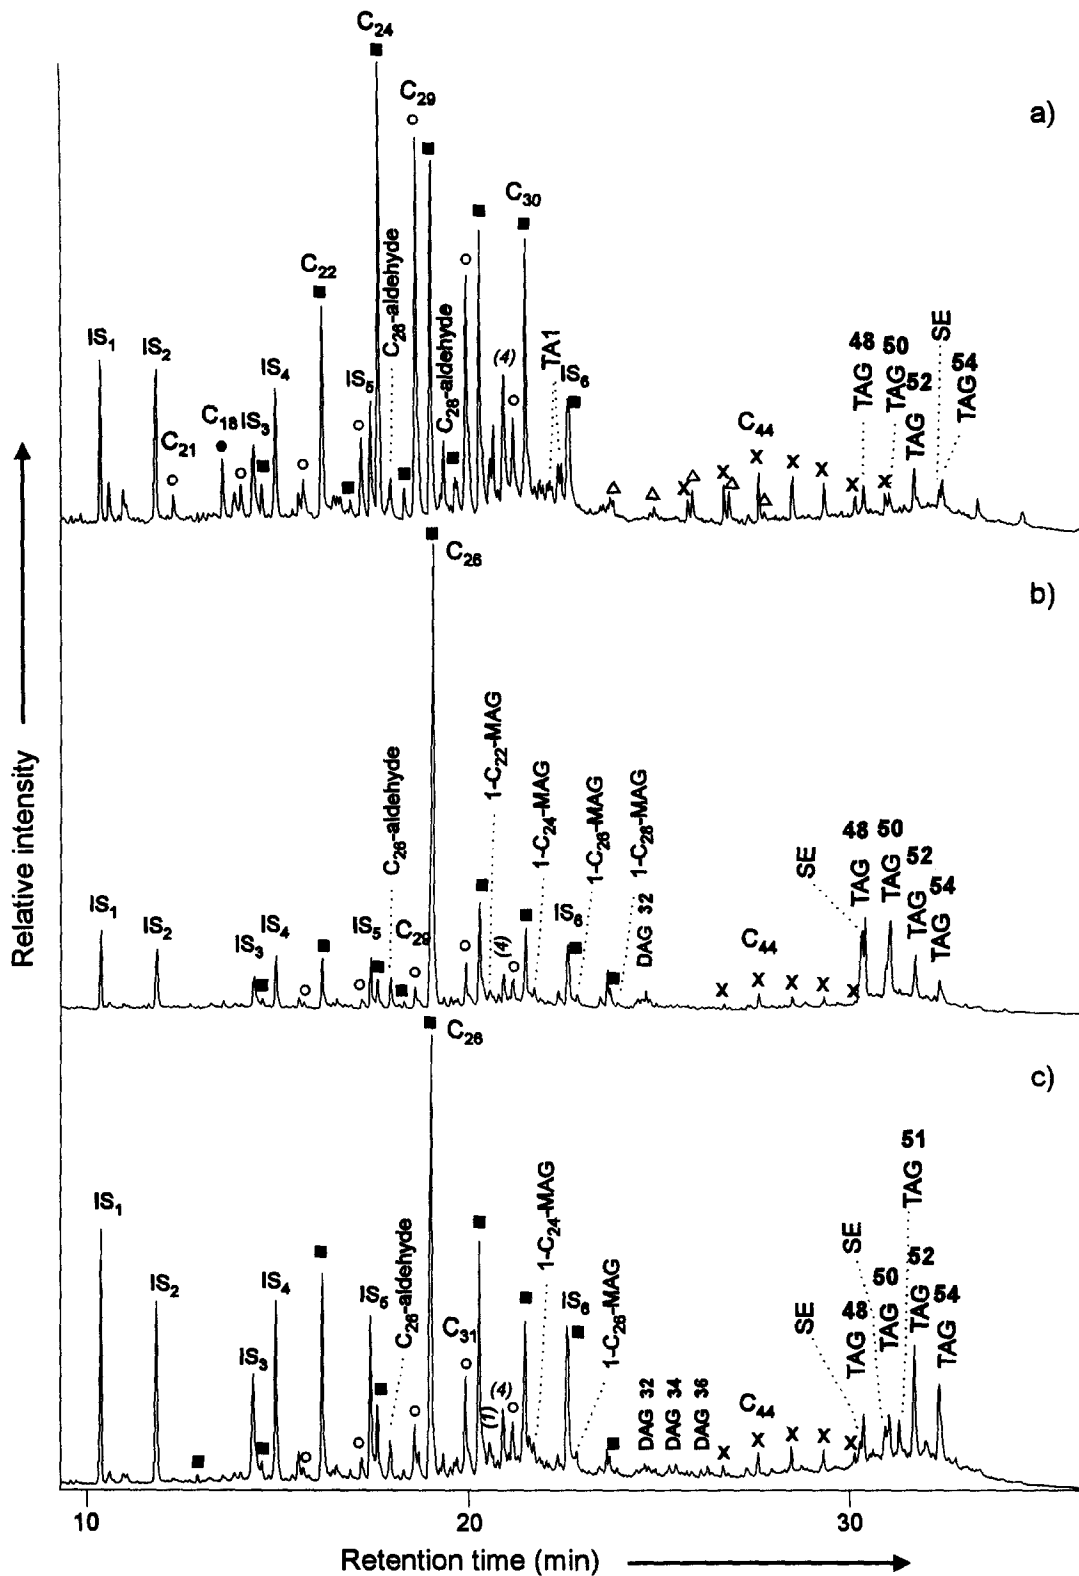 a)
C24
C29
C30
C22
C26-aldehyde
C28-aldehyde
(4)
TA1
IS1
IS2
C21
C18
IS3
IS4
IS5
IS6
C44
X X X X X X X
TAG 48
TAG 50
TAG 52
SE
TAG 54
b)
C26
C26-aldehyde
1-C22-MAG
1-C24-MAG
1-C26-MAG
1-C28-MAG
DAG 32
IS1
IS2
IS3
IS4
IS5
C29
(4)
IS6
C44
X X X X X
SE
TAG 48
TAG 50
TAG 52
TAG 54
c)
C26
C26-aldehyde
1-C24-MAG
1-C26-MAG
IS1
IS2
IS3
IS4
IS5
C31
(1)
(4)
IS6
DAG 32
DAG 34
DAG 36
C44
X X X X X
SE
TAG 48
SE
TAG 50
TAG 51
TAG 52
TAG 54
Relative intensity
10 20 30
Retention time (min)